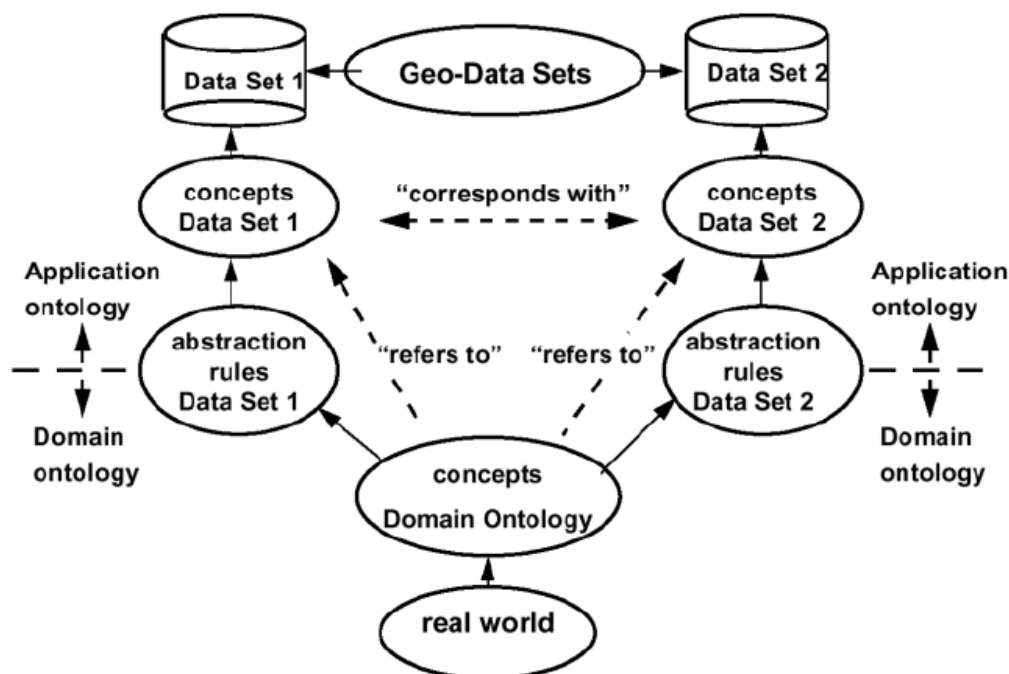 Data Set 1
Geo-Data Sets
Data Set 2
concepts
Data Set 1
“corresponds with”
concepts
Data Set 2
Application
ontology
Application
ontology
abstraction
rules
Data Set 1
“refers to”
“refers to”
abstraction
rules
Data Set 2
Domain
ontology
Domain
ontology
concepts
Domain Ontology
real world